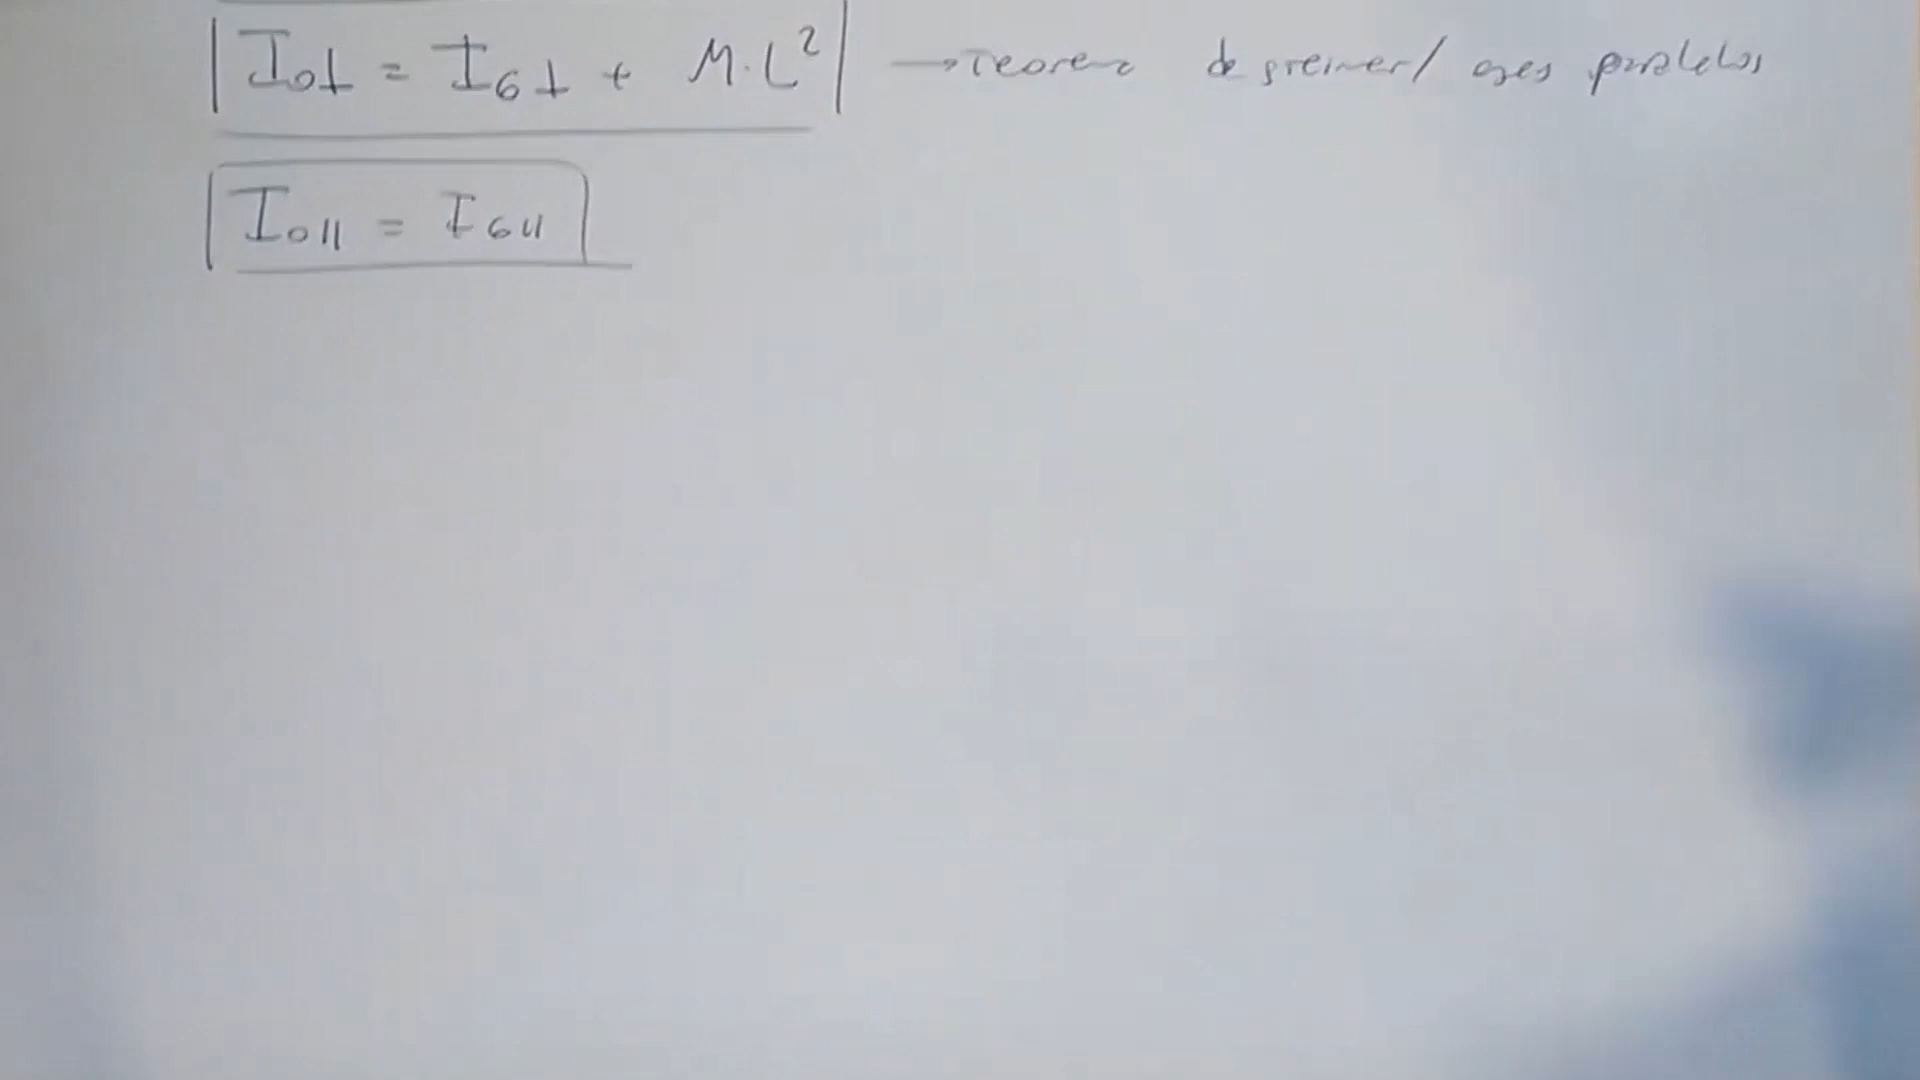 I₀⊥ = I_G⊥ + M·L² → Teorema de steiner/ ejes paralelos
I₀∥ = I_G∥